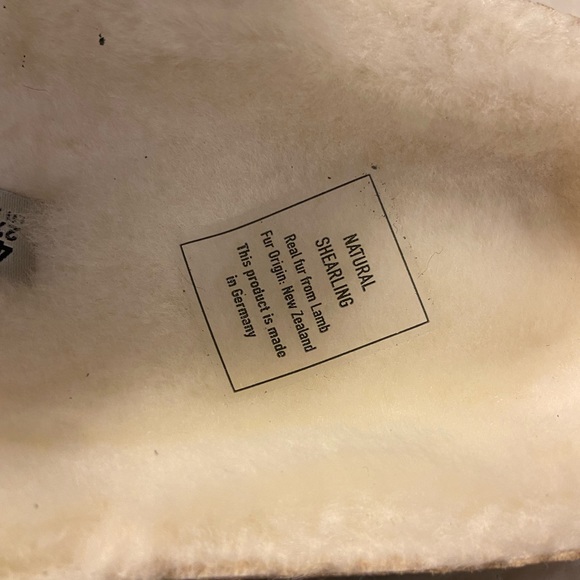 NATURAL
SHEARLING
Real fur from Lamb
Fur Origin: New Zealand
This product is made
in Germany